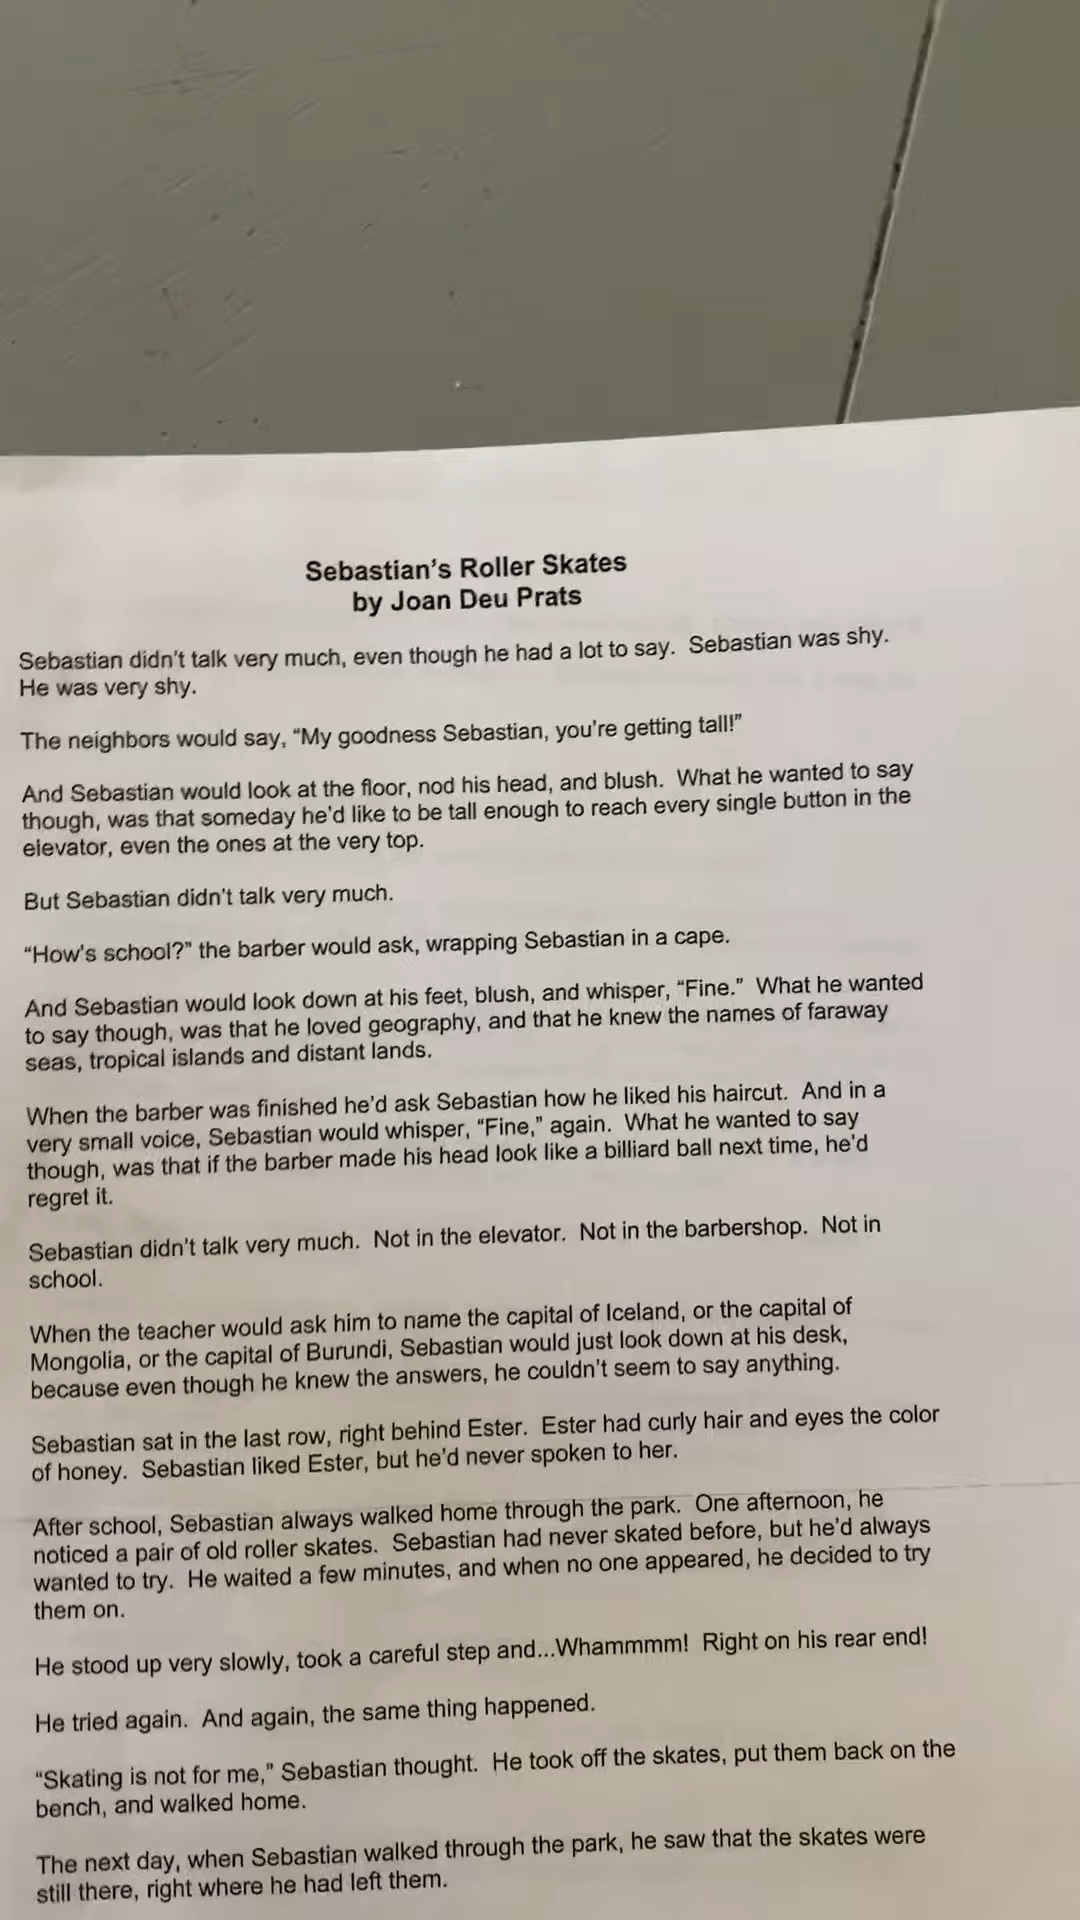 Sebastian's Roller Skates
by Joan Deu Prats
Sebastian didn't talk very much, even though he had a lot to say.  Sebastian was shy.
He was very shy.
The neighbors would say, “My goodness Sebastian, you're getting tall!”
And Sebastian would look at the floor, nod his head, and blush.  What he wanted to say
though, was that someday he'd like to be tall enough to reach every single button in the
elevator, even the ones at the very top.
But Sebastian didn't talk very much.
“How's school?” the barber would ask, wrapping Sebastian in a cape.
And Sebastian would look down at his feet, blush, and whisper, “Fine.”  What he wanted
to say though, was that he loved geography, and that he knew the names of faraway
seas, tropical islands and distant lands.
When the barber was finished he'd ask Sebastian how he liked his haircut.  And in a
very small voice, Sebastian would whisper, “Fine,” again.  What he wanted to say
though, was that if the barber made his head look like a billiard ball next time, he'd
regret it.
Sebastian didn't talk very much.  Not in the elevator.  Not in the barbershop.  Not in
school.
When the teacher would ask him to name the capital of Iceland, or the capital of
Mongolia, or the capital of Burundi, Sebastian would just look down at his desk,
because even though he knew the answers, he couldn't seem to say anything.
Sebastian sat in the last row, right behind Ester.  Ester had curly hair and eyes the color
of honey.  Sebastian liked Ester, but he'd never spoken to her.
After school, Sebastian always walked home through the park.  One afternoon, he
noticed a pair of old roller skates.  Sebastian had never skated before, but he'd always
wanted to try.  He waited a few minutes, and when no one appeared, he decided to try
them on.
He stood up very slowly, took a careful step and...Whammmm!  Right on his rear end!
He tried again.  And again, the same thing happened.
“Skating is not for me,” Sebastian thought.  He took off the skates, put them back on the
bench, and walked home.
The next day, when Sebastian walked through the park, he saw that the skates were
still there, right where he had left them.